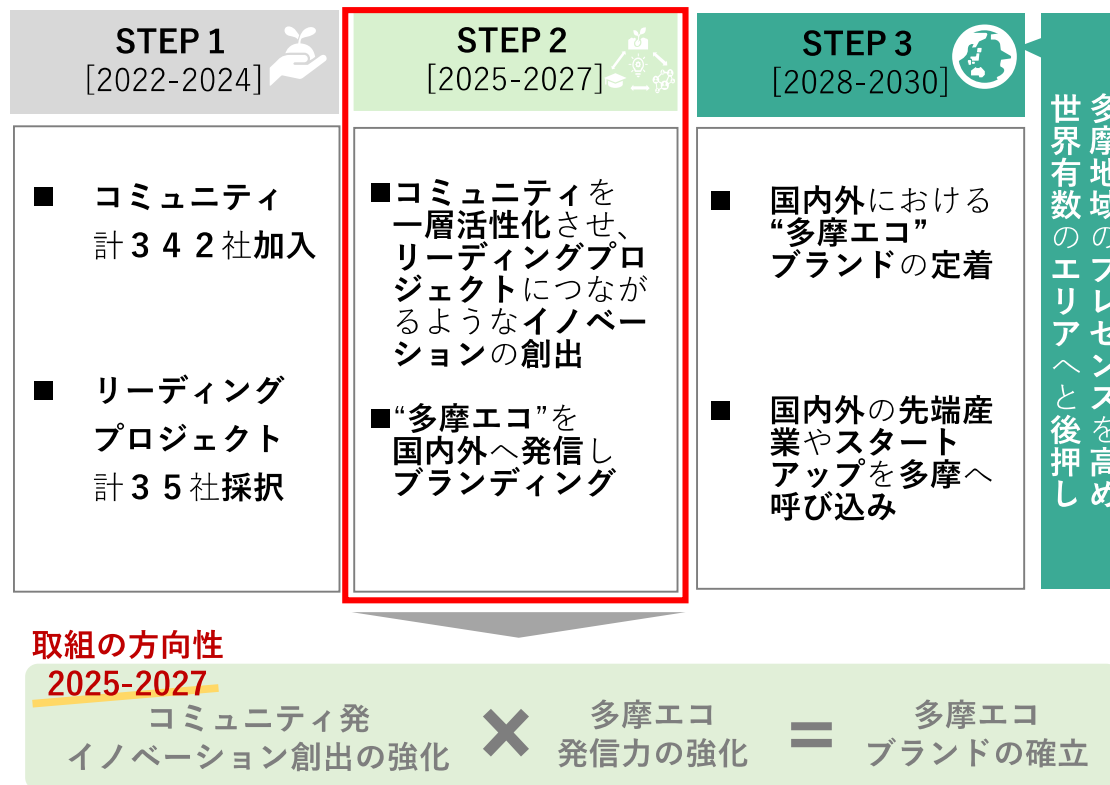 STEP 1
[2022-2024]
■ コミュニティ
計３４２社加入
■ リーディング
プロジェクト
計３５社採択
STEP 2
[2025-2027]
■コミュニティを
一層活性化させ、
リーディングプロ
ジェクトにつなが
るようなイノベー
ションの創出
■“多摩エコ”を
国内外へ発信し
ブランディング
STEP 3
[2028-2030]
■ 国内外における
“多摩エコ”
ブランドの定着
■ 国内外の先端産
業やスタート
アップを多摩へ
呼び込み
多摩地域のプレゼンスを高め
世界有数のエリアへと後押し
取組の方向性
2025-2027
コミュニティ発
イノベーション創出の強化
×
多摩エコ
発信力の強化
＝
多摩エコ
ブランドの確立